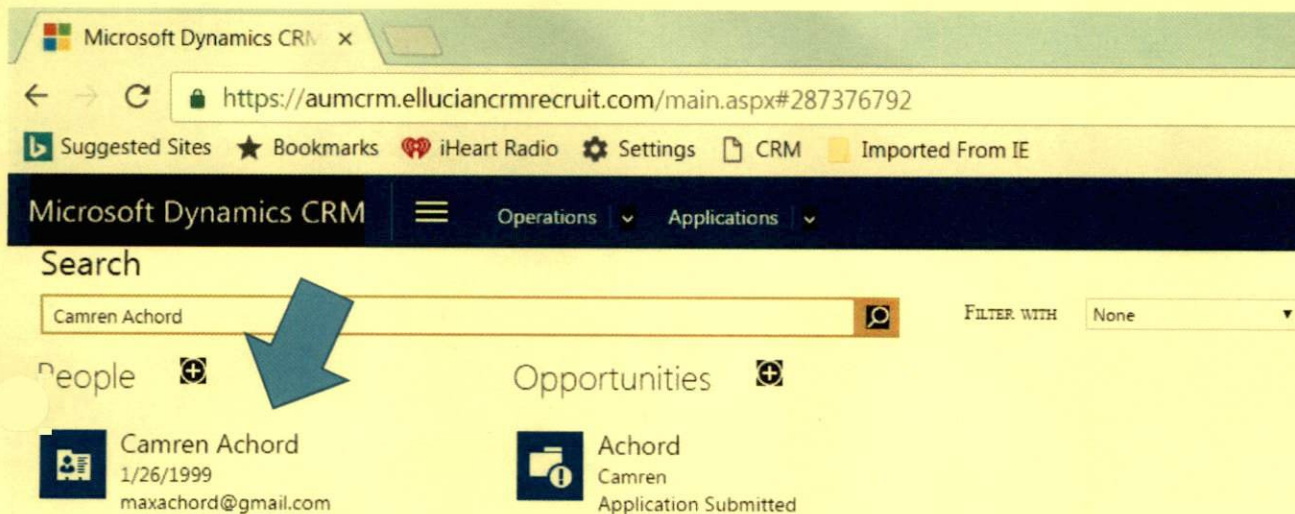 Microsoft Dynamics CRM
https://aumcrm.elluciancrmrecruit.com/main.aspx#287376792
Suggested Sites Bookmarks iHeart Radio Settings CRM Imported From IE
Microsoft Dynamics CRM Operations Applications
Search
Camren Achord FILTER WITH None
People Opportunities
Camren Achord Achord
1/26/1999 Camren
maxachord@gmail.com Application Submitted